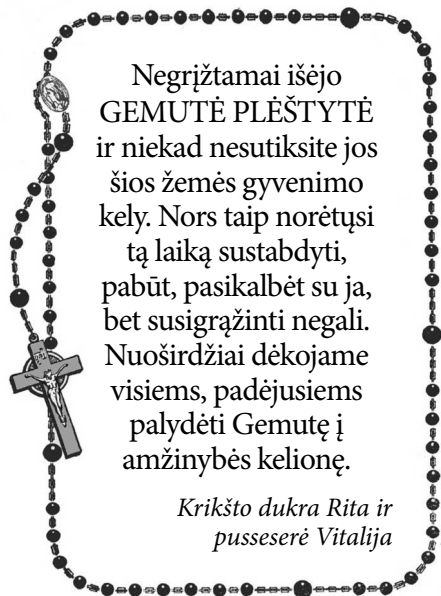 Negrįžtamai išėjo
GEMUTĖ PLĖŠTYTĖ
ir niekad nesutiksite jos
šios žemės gyvenimo
kely. Nors taip norėtųsi
tą laiką sustabdyti,
pabūt, pasikalbėt su ja,
bet susigrąžinti negali.
Nuoširdžiai dėkojame
visiems, padėjusiems
palydėti Gemutę į
amžinybės kelionę.
Krikšto dukra Rita ir
pusseserė Vitalija